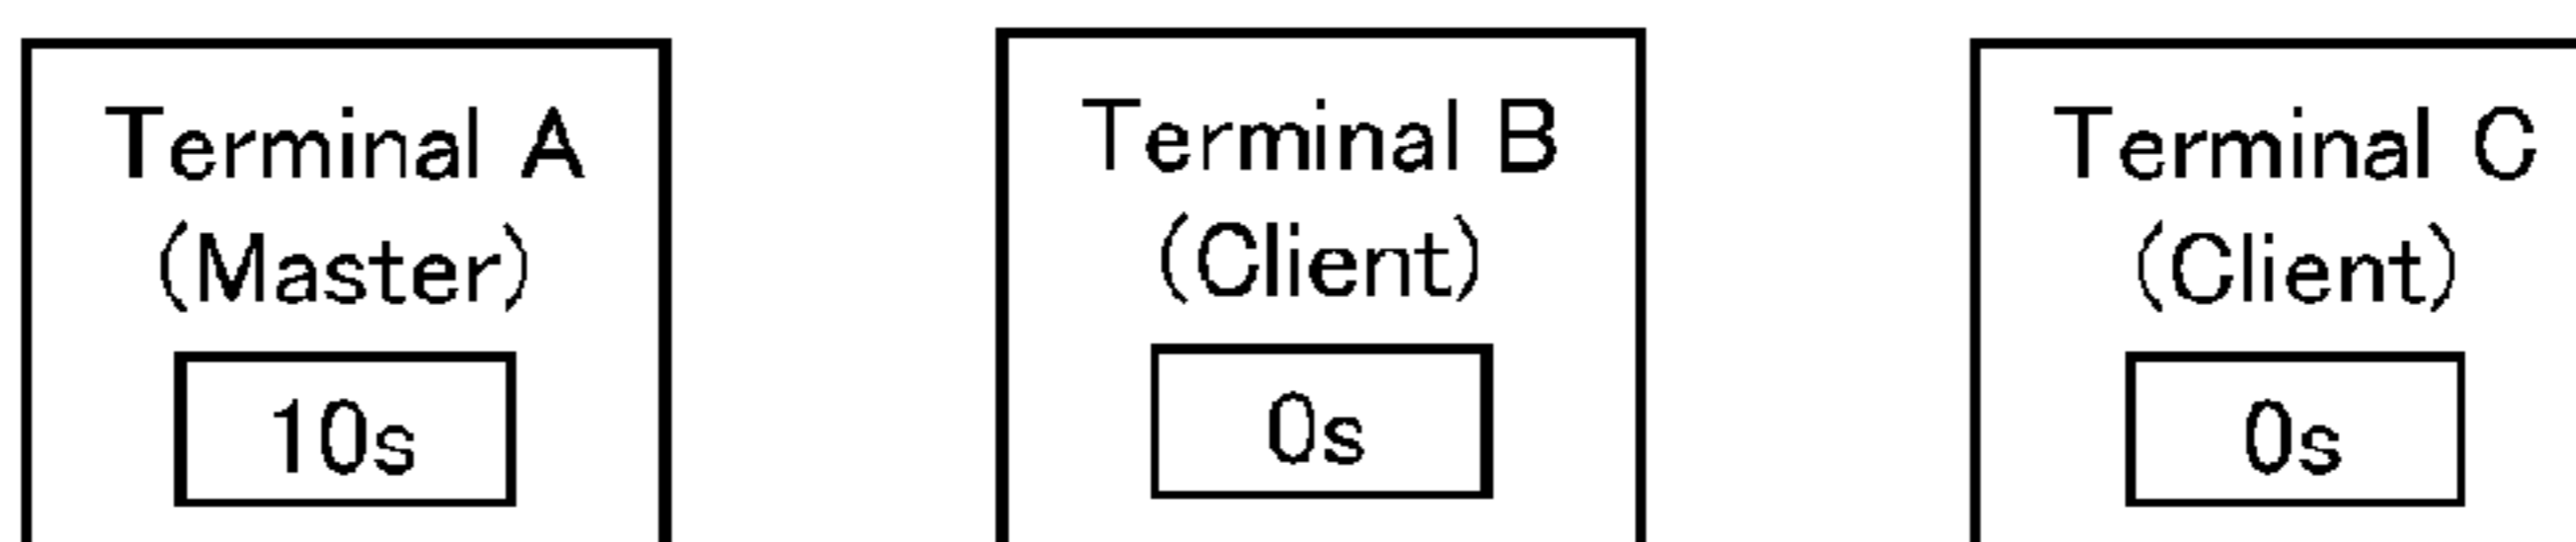 Terminal A
(Master)
10s
Terminal B
(Client)
0s
Terminal C
(Client)
0s